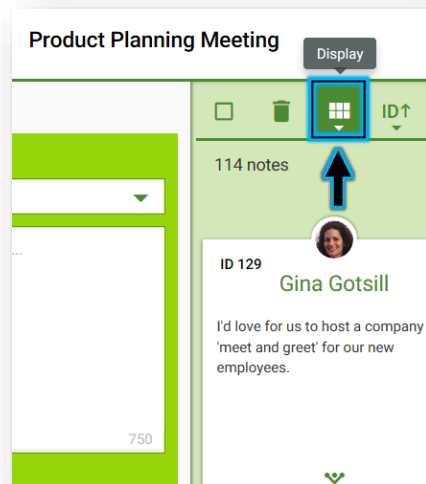 Product Planning Meeting
Display
ID↑
114 notes
...
ID 129
Gina Gotsill
I'd love for us to host a company
'meet and greet' for our new
employees.
750